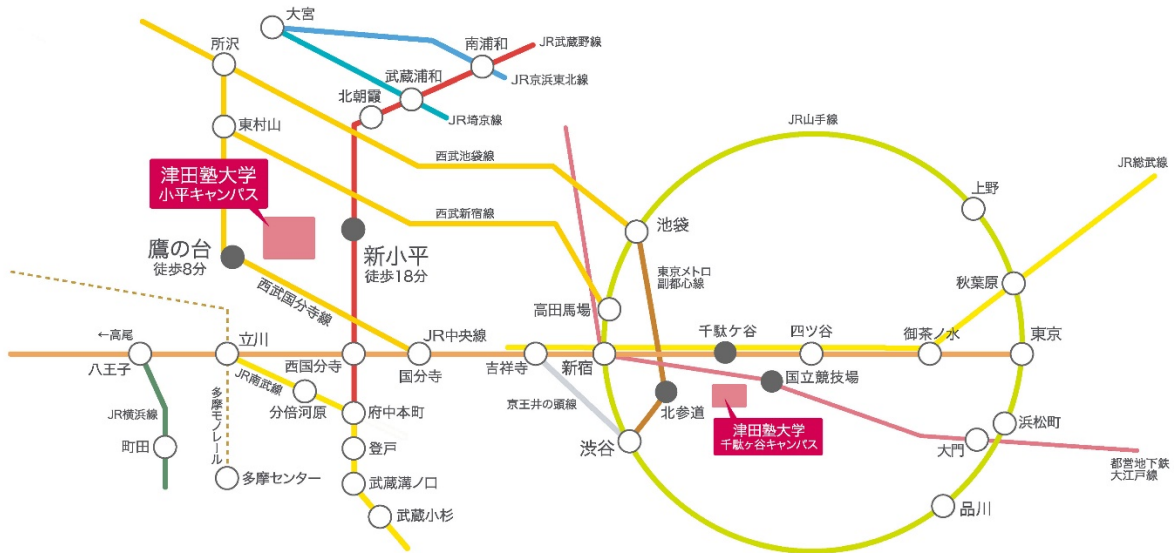 大宮
所沢
南浦和
JR武蔵野線
JR京浜東北線
武蔵浦和
北朝霞
JR埼京線
東村山
JR山手線
西武池袋線
JR総武線
津田塾大学
小平キャンパス
上野
西武新宿線
池袋
鷹の台
徒歩8分
新小平
徒歩18分
東京メトロ
副都心線
秋葉原
西武国分寺線
高田馬場
←高尾
立川
JR中央線
千駄ケ谷
四ツ谷
御茶ノ水
東京
八王子
西国分寺
国分寺
吉祥寺
新宿
国立競技場
JR南武線
JR横浜線
多摩モノレール
分倍河原
府中本町
京王井の頭線
北参道
津田塾大学
千駄ヶ谷キャンパス
浜松町
町田
登戸
渋谷
大門
都営地下鉄
大江戸線
多摩センター
武蔵溝ノ口
武蔵小杉
品川